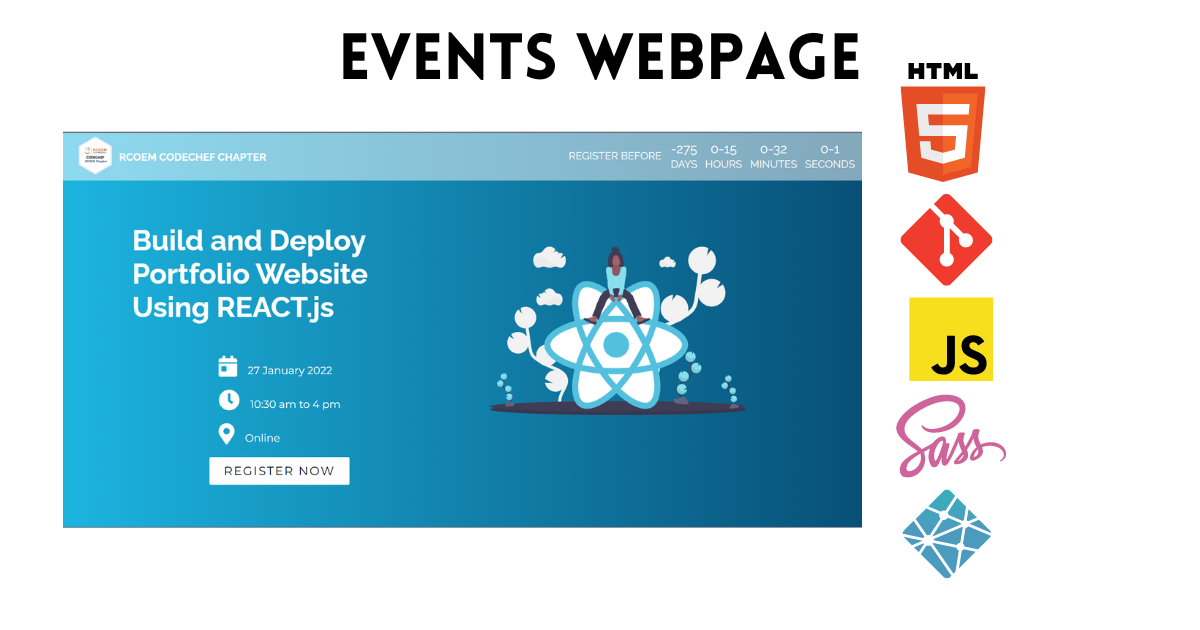 EVENTS WEBPAGE
HTML
5
RCOEM CODECHEF CHAPTER
REGISTER BEFORE
-275 0-15 0-32 0-1
DAYS HOURS MINUTES SECONDS
Build and Deploy
Portfolio Website
Using REACT.js
27 January 2022
10:30 am to 4 pm
Online
REGISTER NOW
JS
Sass